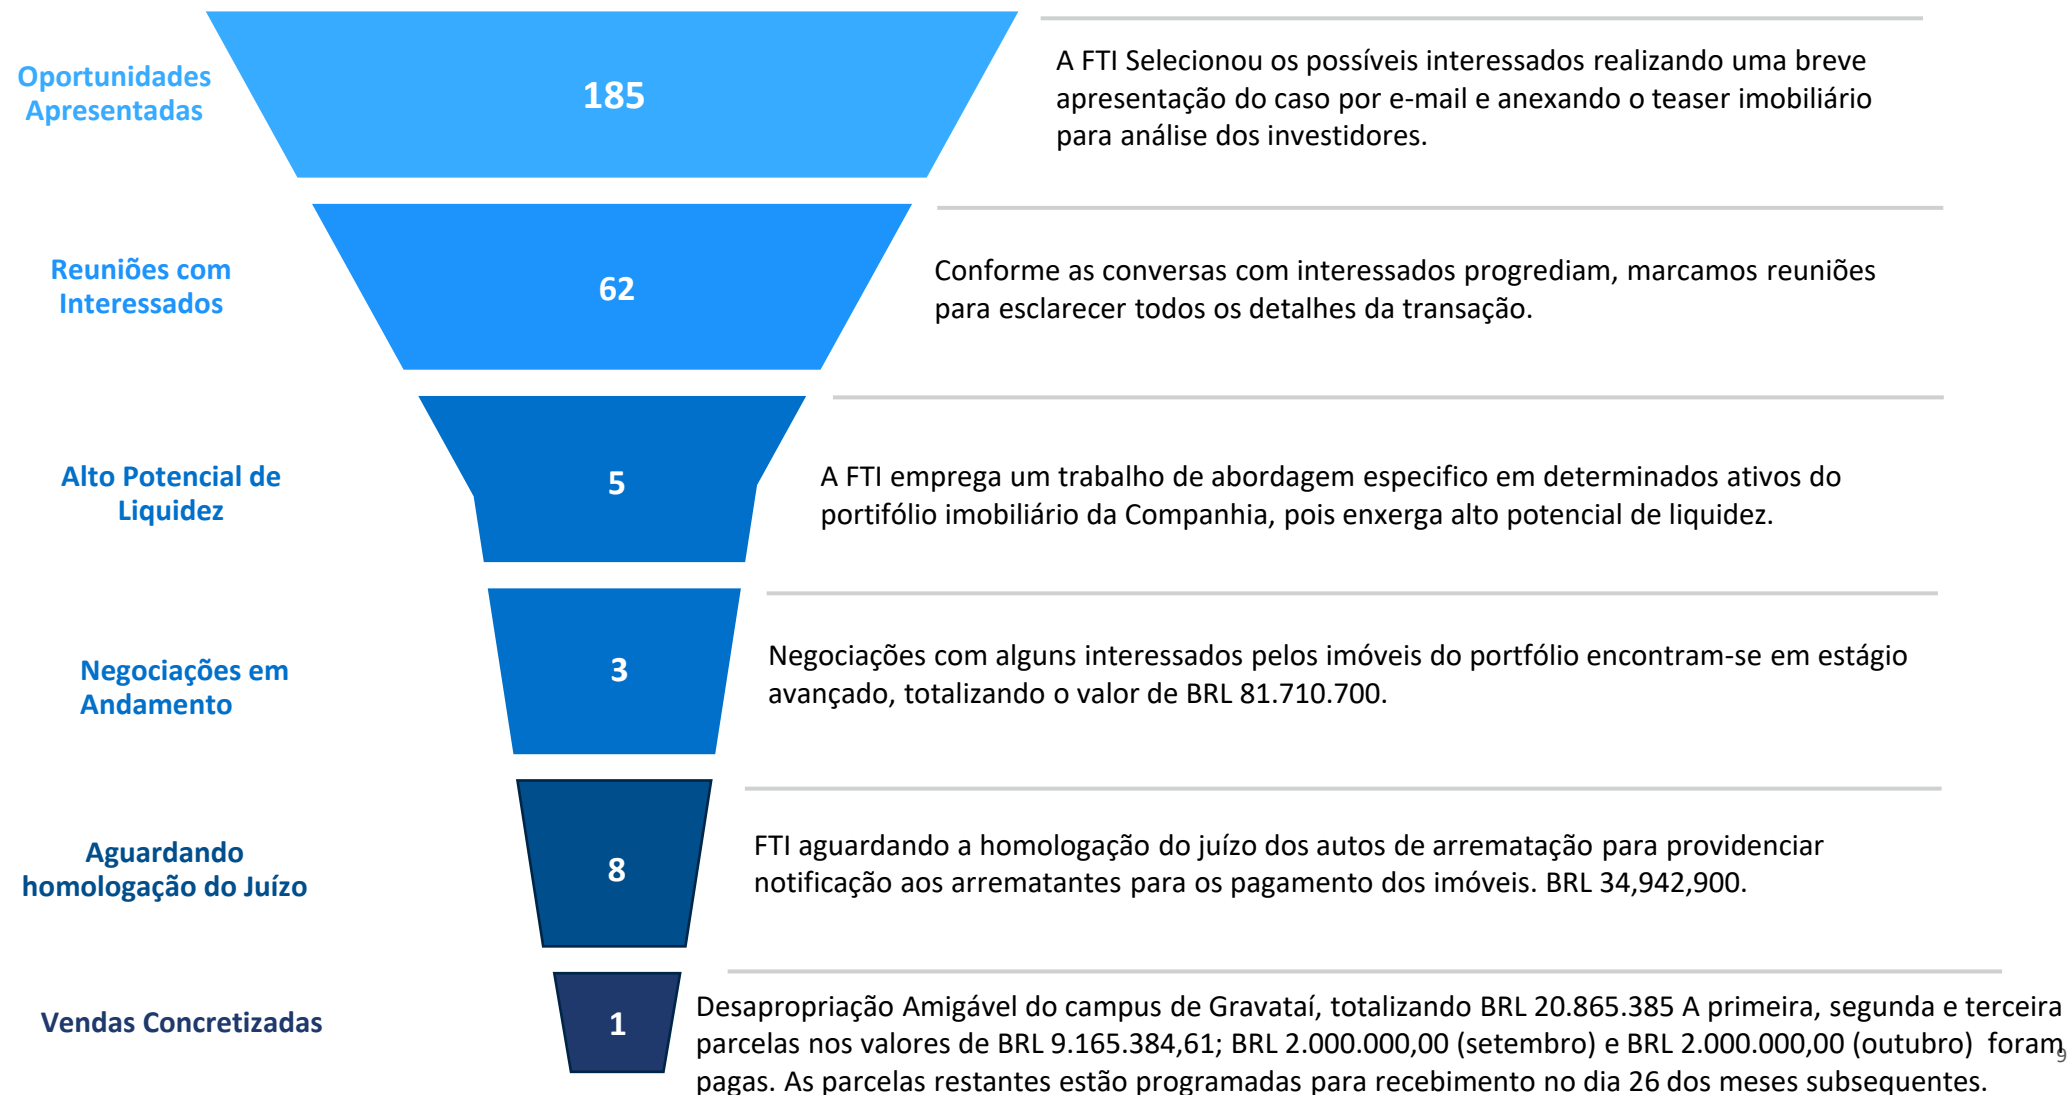 Oportunidades
Apresentadas
185
A FTI Selecionou os possíveis interessados realizando uma breve
apresentação do caso por e-mail e anexando o teaser imobiliário
para análise dos investidores.
Reuniões com
Interessados
62
Conforme as conversas com interessados progrediam, marcamos reuniões
para esclarecer todos os detalhes da transação.
Alto Potencial de
Liquidez
5
A FTI emprega um trabalho de abordagem especifico em determinados ativos do
portifólio imobiliário da Companhia, pois enxerga alto potencial de liquidez.
Negociações em
Andamento
3
Negociações com alguns interessados pelos imóveis do portfólio encontram-se em estágio
avançado, totalizando o valor de BRL 81.710.700.
Aguardando
homologação do Juízo
8
FTI aguardando a homologação do juízo dos autos de arrematação para providenciar
notificação aos arrematantes para os pagamento dos imóveis. BRL 34,942,900.
Vendas Concretizadas
1
Desapropriação Amigável do campus de Gravataí, totalizando BRL 20.865.385 A primeira, segunda e terceira
parcelas nos valores de BRL 9.165.384,61; BRL 2.000.000,00 (setembro) e BRL 2.000.000,00 (outubro) foram
pagas. As parcelas restantes estão programadas para recebimento no dia 26 dos meses subsequentes.
9